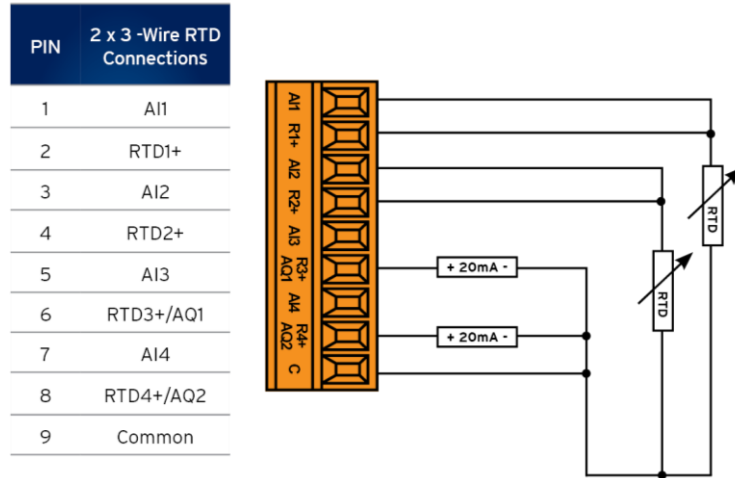 PIN
2 x 3 -Wire RTD
Connections
1 AI1
2 RTD1+
3 AI2
4 RTD2+
5 AI3
6 RTD3+/AQ1
7 AI4
8 RTD4+/AQ2
9 Common
AI1
R1+
AI2
R2+
AI3
R3+
AQ1
AI4
R4+
AQ2
C
+ 20mA -
+ 20mA -
RTD
RTD